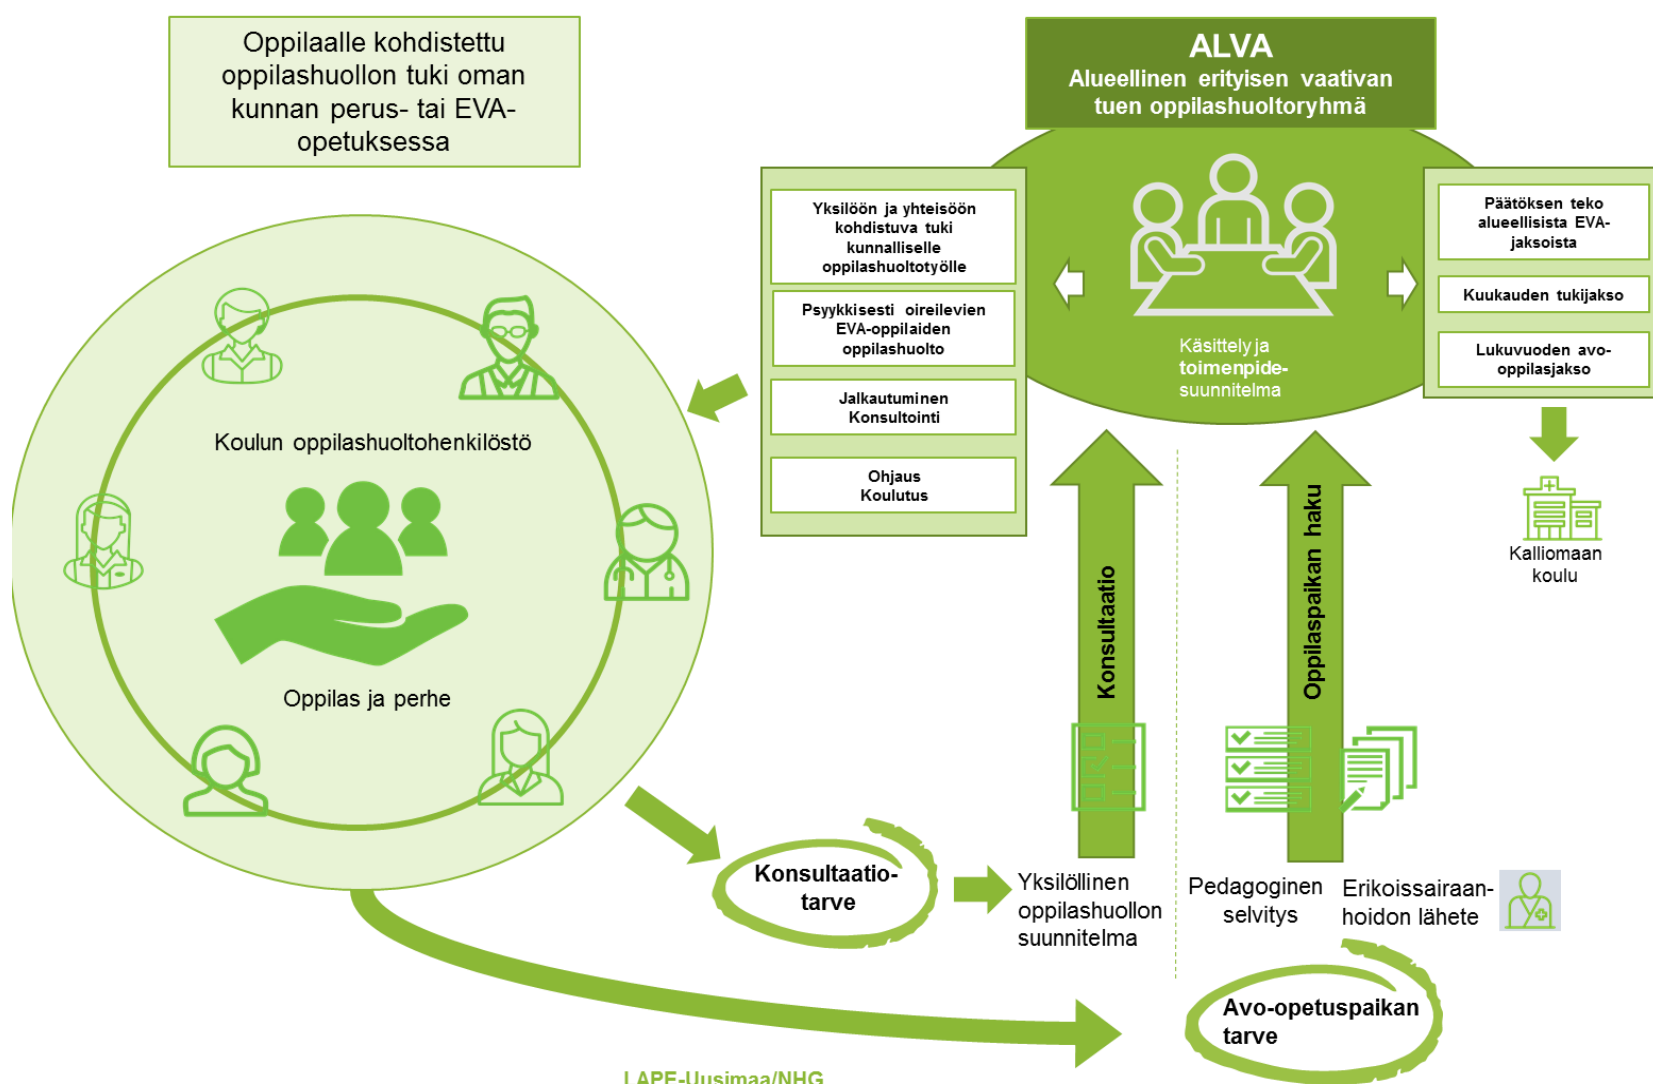 Oppilaalle kohdistettu
oppilashuollon tuki oman
kunnan perus- tai EVA-
opetuksessa
ALVA
Alueellinen erityisen vaativan
tuen oppilashuoltoryhmä
Yksilöön ja yhteisöön
kohdistuva tuki
kunnalliselle
oppilashuoltotyölle
Psyykkisesti oireilevien
EVA-oppilaiden
oppilashuolto
Jalkautuminen
Konsultointi
Ohjaus
Koulutus
Käsittely ja
toimenpide-
suunnitelma
Päätöksen teko
alueellisista EVA-
jaksoista
Kuukauden tukijakso
Lukuvuoden avo-
oppilasjakso
Kalliomaan
koulu
Koulun oppilashuoltohenkilöstö
Oppilas ja perhe
Konsultaatio
Oppilaspaikan haku
Konsultaatio-
tarve
Yksilöllinen
oppilashuollon
suunnitelma
Pedagoginen
selvitys
Erikoissairaan-
hoidon lähete
Avo-opetuspaikan
tarve
LAPE-Uusimaa/NHG